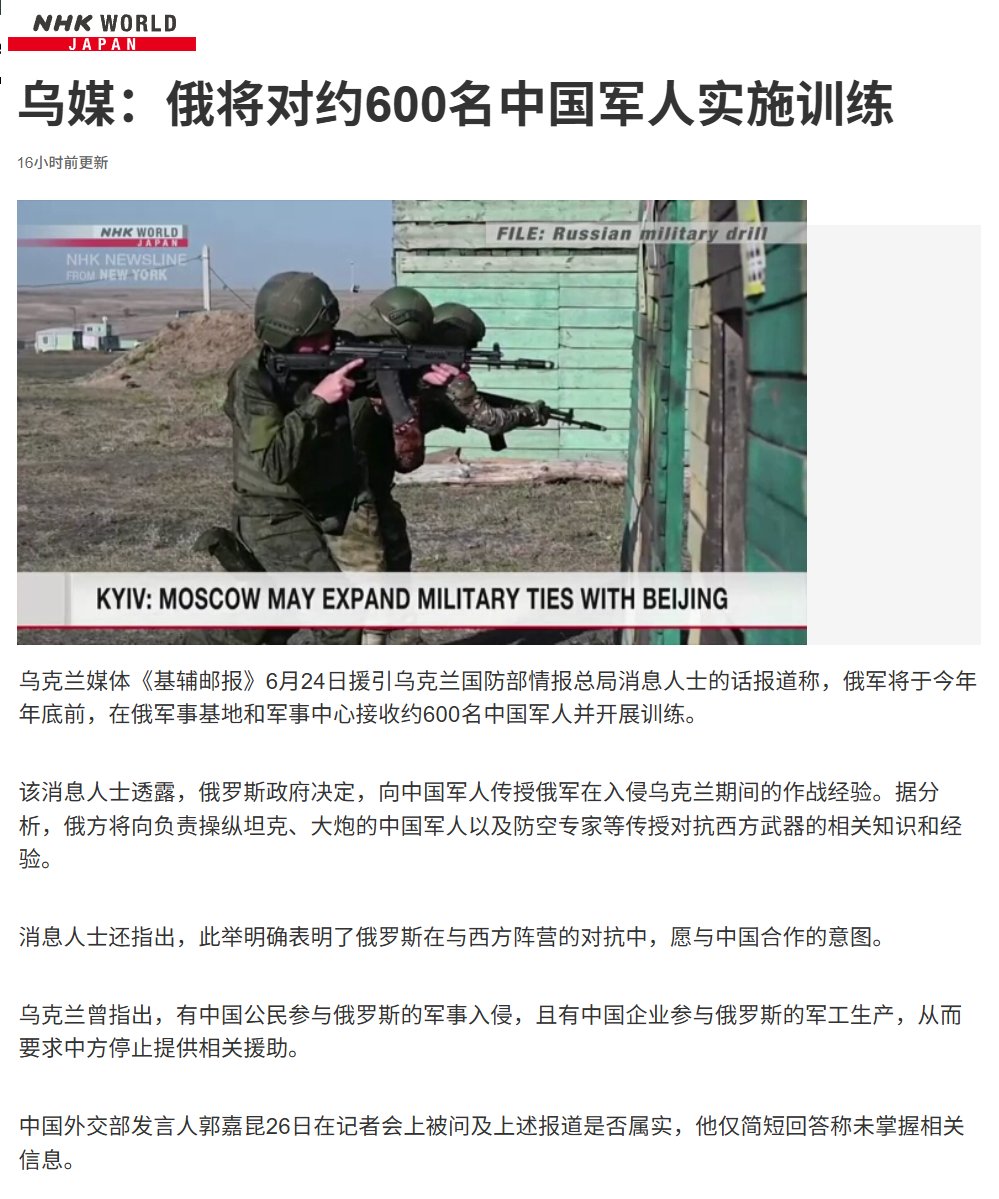 NHK WORLD
JAPAN
乌媒：俄将对约600名中国军人实施训练
16小时前更新
NHK WORLD
JAPAN
FILE: Russian military drill
NHK NEWSLINE
FROM NEW YORK
KYIV: MOSCOW MAY EXPAND MILITARY TIES WITH BEIJING
乌克兰媒体《基辅邮报》6月24日援引乌克兰国防部情报总局消息人士的话报道称，俄军将于今年
年底前，在俄军事基地和军事中心接收约600名中国军人并开展训练。
该消息人士透露，俄罗斯政府决定，向中国军人传授俄军在入侵乌克兰期间的作战经验。据分
析，俄方将向负责操纵坦克、大炮的中国军人以及防空专家等传授对抗西方武器的相关知识和经
验。
消息人士还指出，此举明确表明了俄罗斯在与西方阵营的对抗中，愿与中国合作的意图。
乌克兰曾指出，有中国公民参与俄罗斯的军事入侵，且有中国企业参与俄罗斯的军工生产，从而
要求中方停止提供相关援助。
中国外交部发言人郭嘉昆26日在记者会上被问及上述报道是否属实，他仅简短回答称未掌握相关
信息。